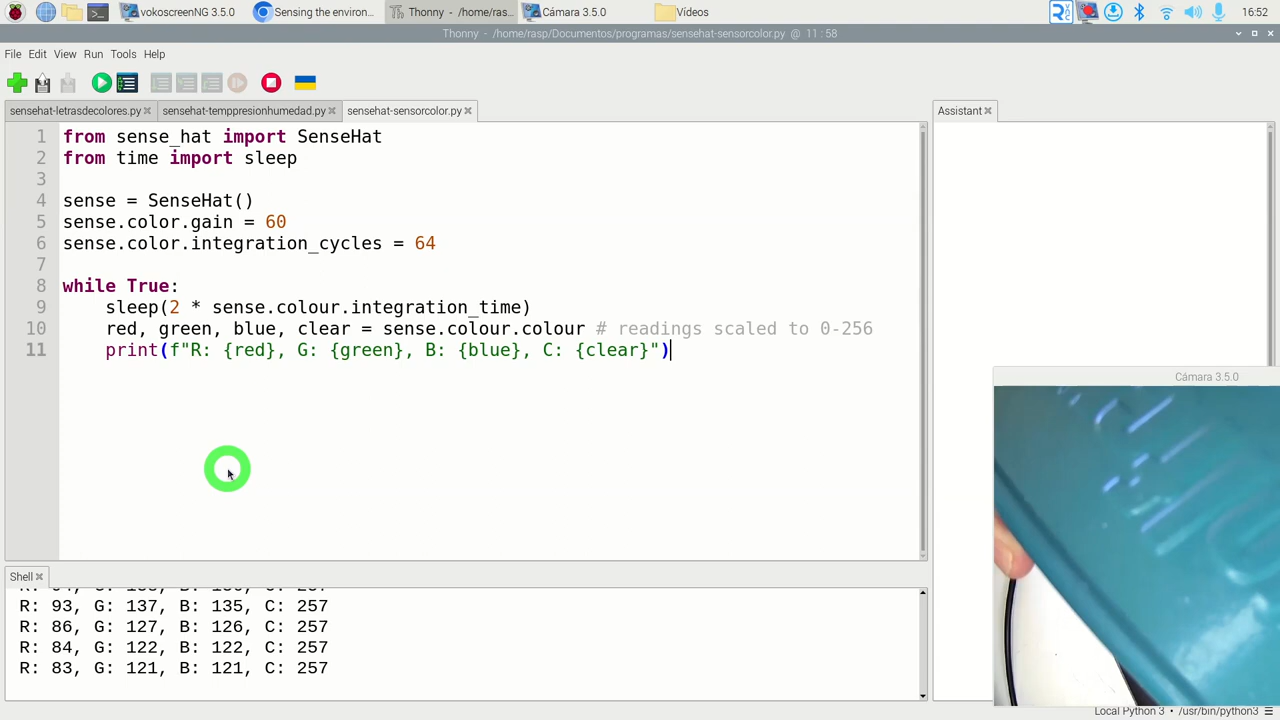 vokoscreenNG 3.5.0
Sensing the environ...
Thonny - /home/ras...
Cámara 3.5.0
Vídeos
16:52
Thonny - /home/rasp/Documentos/programas/sensehat-sensorcolor.py @ 11 : 58
File Edit View Run Tools Help
sensehat-letrasdecolores.py
sensehat-temppresionhumedad.py
sensehat-sensorcolor.py
Assistant
1 from sense_hat import SenseHat
2 from time import sleep
3
4 sense = SenseHat()
5 sense.color.gain = 60
6 sense.color.integration_cycles = 64
7
8 while True:
9 sleep(2 * sense.colour.integration_time)
10 red, green, blue, clear = sense.colour.colour # readings scaled to 0-256
11 print(f"R: {red}, G: {green}, B: {blue}, C: {clear}")
Cámara 3.5.0
Shell
R: 93, G: 137, B: 135, C: 257
R: 86, G: 127, B: 126, C: 257
R: 84, G: 122, B: 122, C: 257
R: 83, G: 121, B: 121, C: 257
Local Python 3 • /usr/bin/python3